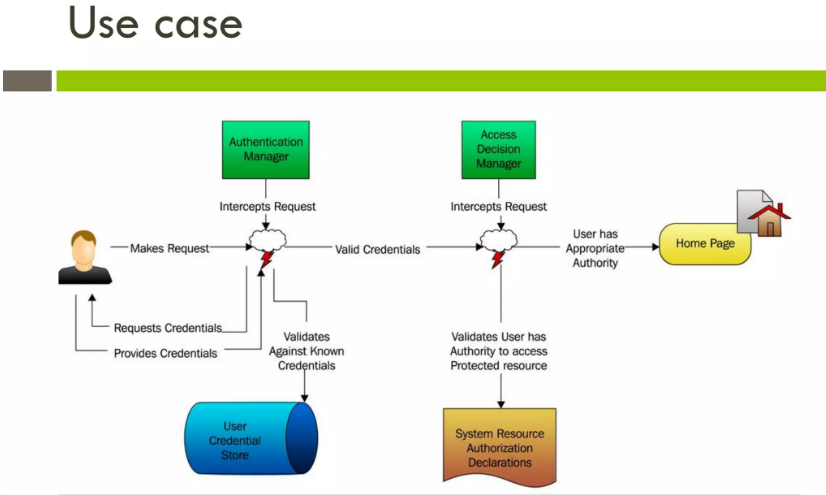 Use case
Authentication
Manager
Access
Decision
Manager
Intercepts Request
Intercepts Request
Makes Request
Valid Credentials
User has
Appropriate
Authority
Home Page
Requests Credentials
Provides Credentials
Validates
Against Known
Credentials
Validates User has
Authority to access
Protected resource
User
Credential
Store
System Resource
Authorization
Declarations